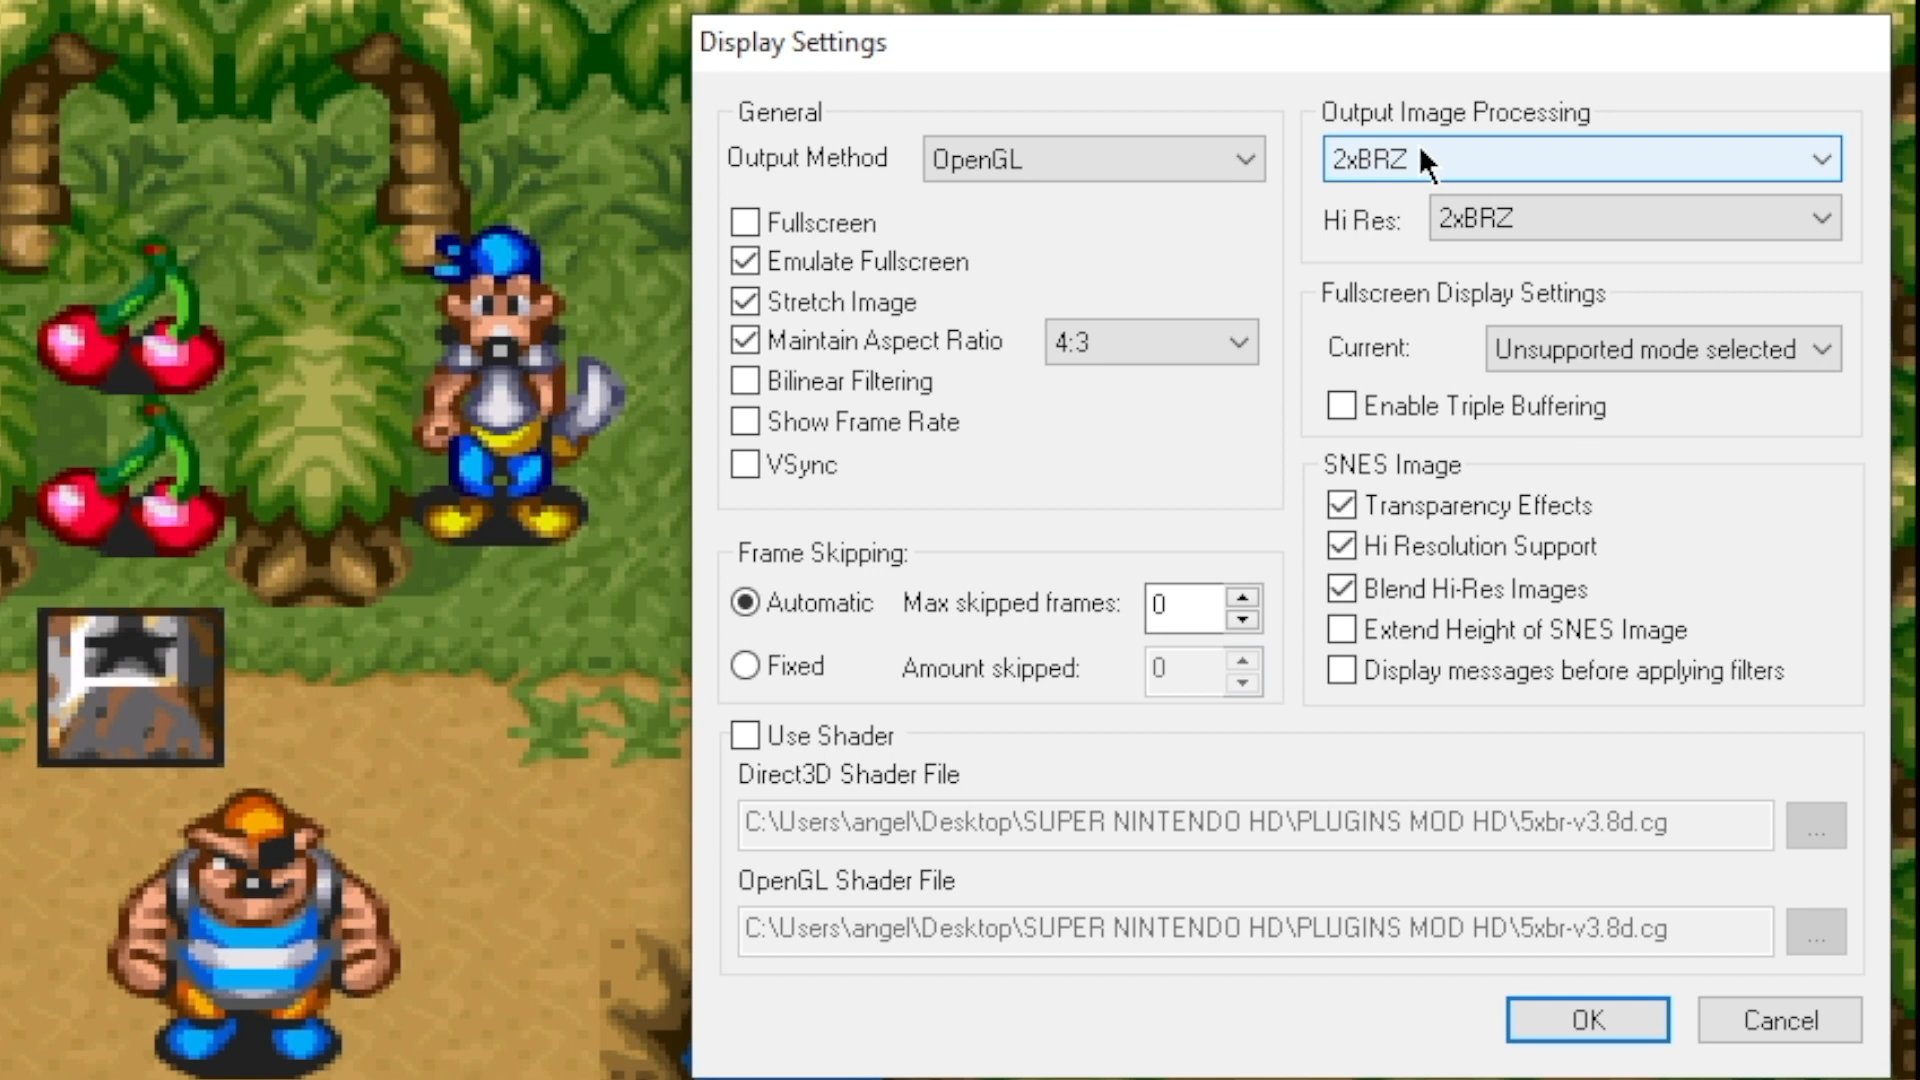 Display Settings
General
Output Method
OpenGL
Fullscreen
Emulate Fullscreen
Stretch Image
Maintain Aspect Ratio
4:3
Bilinear Filtering
Show Frame Rate
VSync
Frame Skipping:
Automatic
Max skipped frames:
0
Fixed
Amount skipped:
0
Output Image Processing
2xBRZ
Hi Res:
2xBRZ
Fullscreen Display Settings
Current:
Unsupported mode selected
Enable Triple Buffering
SNES Image
Transparency Effects
Hi Resolution Support
Blend Hi-Res Images
Extend Height of SNES Image
Display messages before applying filters
Use Shader
Direct3D Shader File
C:\Users\angel\Desktop\SUPER NINTENDO HD\PLUGINS MOD HD\5xbr-v3.8d.cg
...
OpenGL Shader File
C:\Users\angel\Desktop\SUPER NINTENDO HD\PLUGINS MOD HD\5xbr-v3.8d.cg
...
OK
Cancel